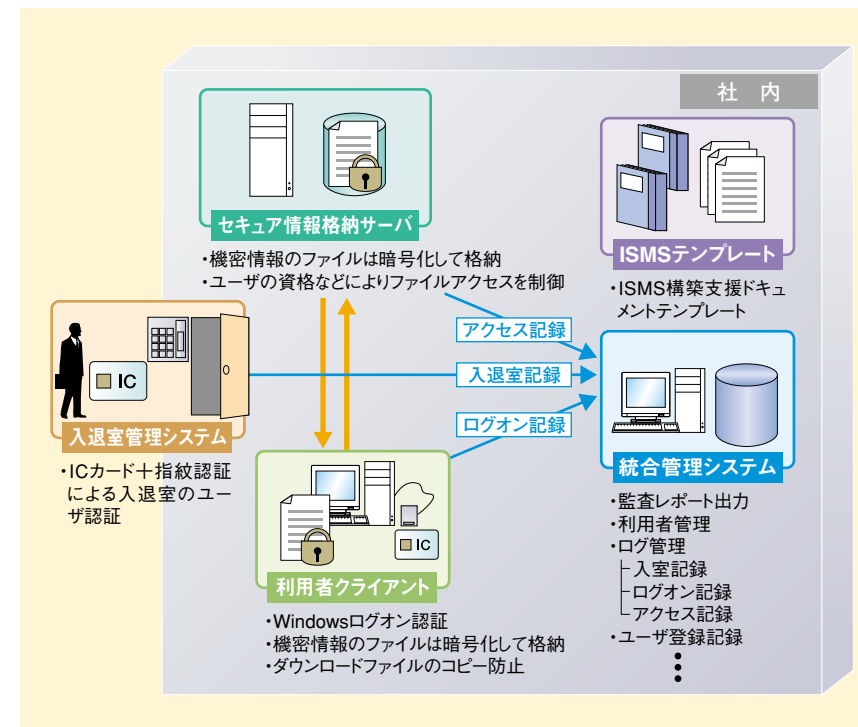 社 内
セキュア情報格納サーバ
・機密情報のファイルは暗号化して格納
・ユーザの資格などによりファイルアクセスを制御
ISMSテンプレート
・ISMS構築支援ドキュ
メントテンプレート
アクセス記録
入退室記録
ログオン記録
IC
入退室管理システム
・ICカード＋指紋認証
による入退室のユー
ザ認証
IC
利用者クライアント
・Windowsログオン認証
・機密情報のファイルは暗号化して格納
・ダウンロードファイルのコピー防止
統合管理システム
・監査レポート出力
・利用者管理
・ログ管理
入室記録
ログオン記録
アクセス記録
・ユーザ登録記録